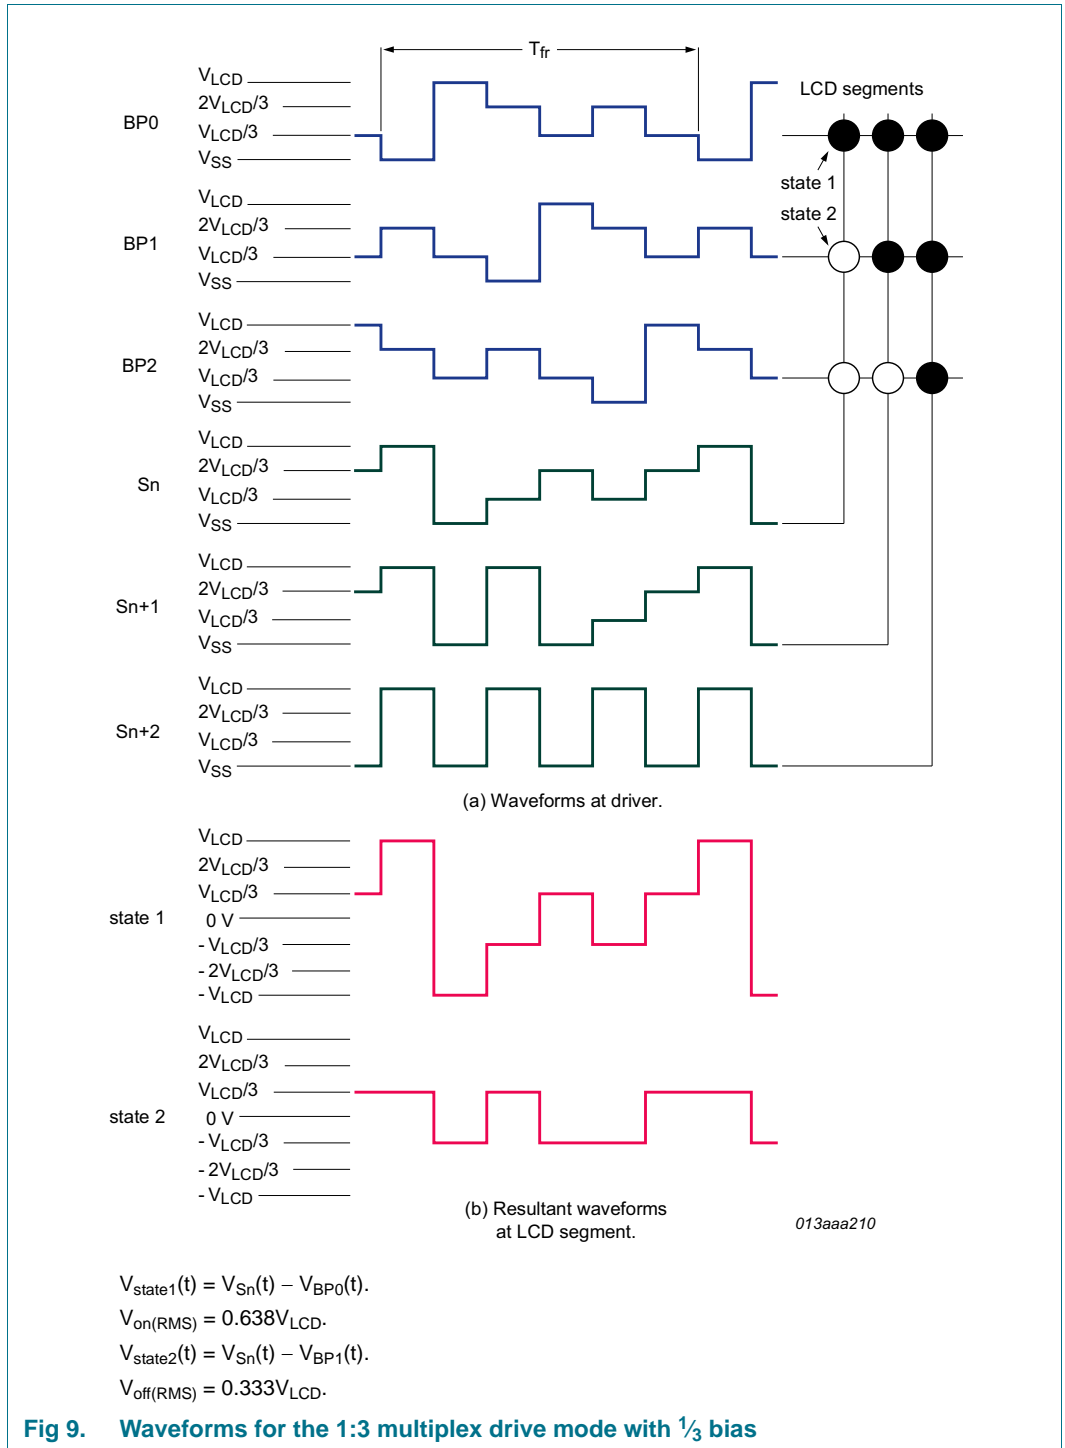 Tfr
BP0
VLCD
2VLCD/3
VLCD/3
VSS
LCD segments
state 1
state 2
BP1
VLCD
2VLCD/3
VLCD/3
VSS
BP2
VLCD
2VLCD/3
VLCD/3
VSS
Sn
VLCD
2VLCD/3
VLCD/3
VSS
Sn+1
VLCD
2VLCD/3
VLCD/3
VSS
Sn+2
VLCD
2VLCD/3
VLCD/3
VSS
(a) Waveforms at driver.
state 1
VLCD
2VLCD/3
VLCD/3
0 V
- VLCD/3
- 2VLCD/3
- VLCD
state 2
VLCD
2VLCD/3
VLCD/3
0 V
- VLCD/3
- 2VLCD/3
- VLCD
(b) Resultant waveforms
at LCD segment.
013aaa210
Vstate1(t) = VSn(t) − VBP0(t).
Von(RMS) = 0.638VLCD.
Vstate2(t) = VSn(t) − VBP1(t).
Voff(RMS) = 0.333VLCD.
Fig 9. Waveforms for the 1:3 multiplex drive mode with 1⁄3 bias